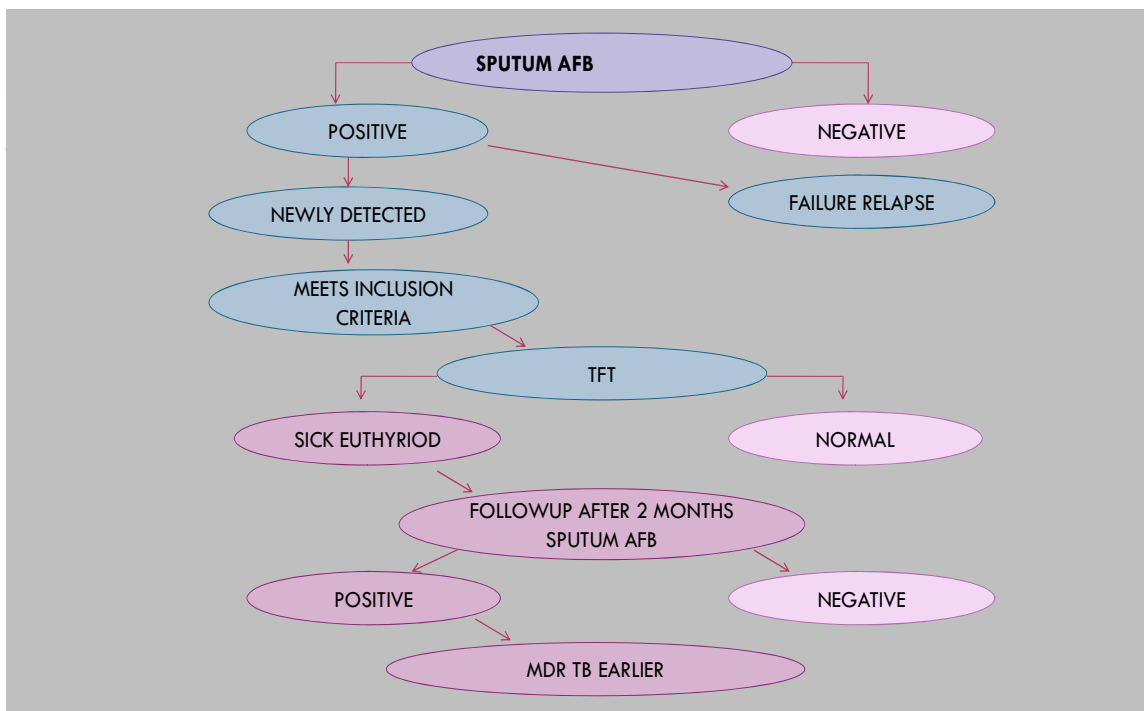 SPUTUM AFB
POSITIVE
NEGATIVE
NEWLY DETECTED
FAILURE RELAPSE
MEETS INCLUSION
CRITERIA
TFT
SICK EUTHYRIOD
NORMAL
FOLLOWUP AFTER 2 MONTHS
SPUTUM AFB
POSITIVE
NEGATIVE
MDR TB EARLIER